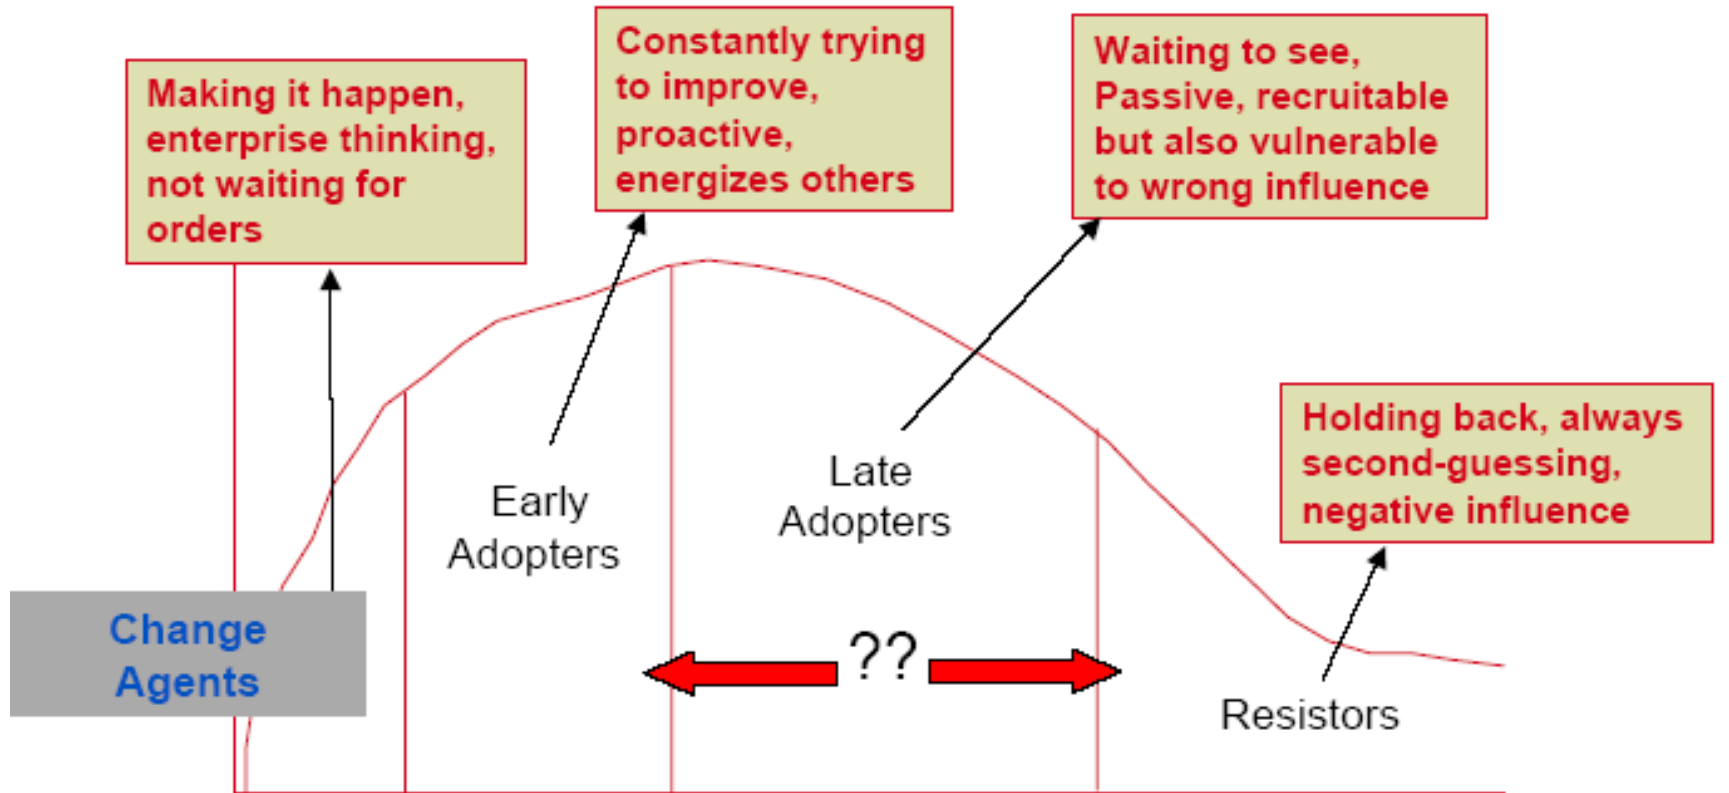 Making it happen,
enterprise thinking,
not waiting for
orders
Constantly trying
to improve,
proactive,
energizes others
Waiting to see,
Passive, recruitable
but also vulnerable
to wrong influence
Holding back, always
second-guessing,
negative influence
Change
Agents
Early
Adopters
Late
Adopters
??
Resistors